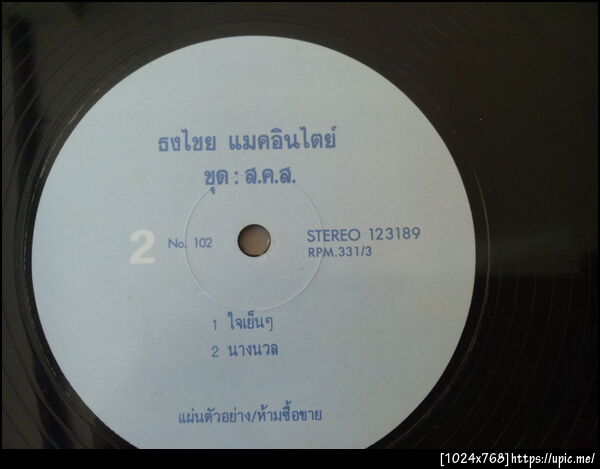 ธงไชย แมคอินไตย์
ชุด : ส.ค.ส.
2 No. 102 STEREO 123189
RPM.331/3
1 ใจเย็นๆ
2 นางนวล
แผ่นตัวอย่าง/ห้ามซื้อขาย
[1024x768]https://upic.me/